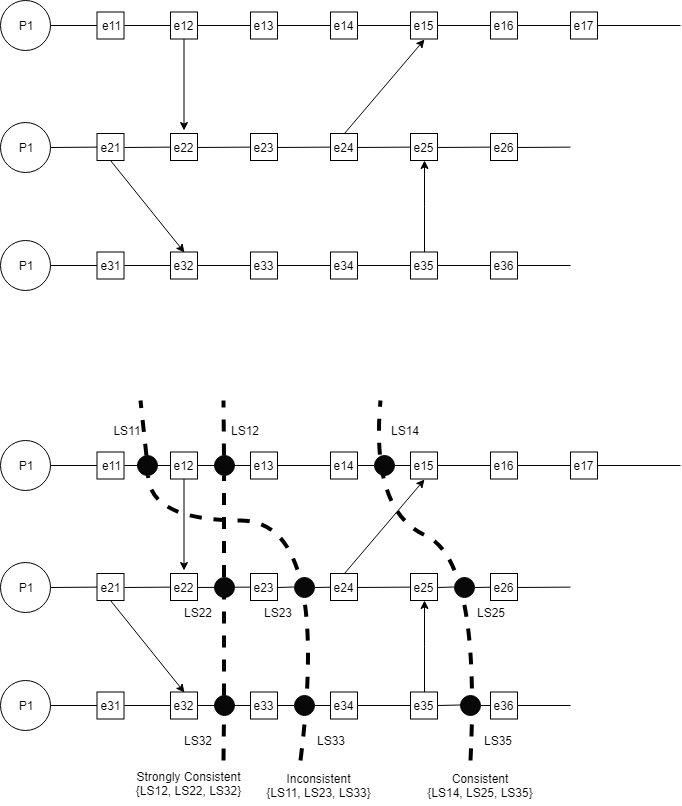 P1 e11 e12 e13 e14 e15 e16 e17
P1 e21 e22 e23 e24 e25 e26
P1 e31 e32 e33 e34 e35 e36
LS11 LS12 LS14
P1 e11 e12 e13 e14 e15 e16 e17
P1 e21 e22 e23 e24 e25 e26
LS22 LS23 LS25
P1 e31 e32 e33 e34 e35 e36
LS32 LS33 LS35
Strongly Consistent
{LS12, LS22, LS32}
Inconsistent
{LS11, LS23, LS33}
Consistent
{LS14, LS25, LS35}